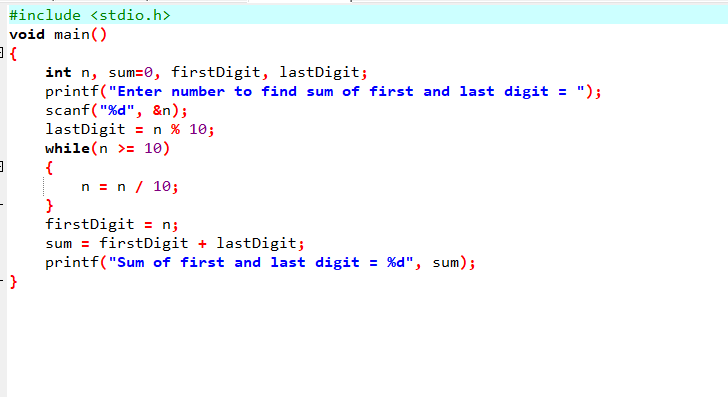 #include <stdio.h>
void main()
{
    int n, sum=0, firstDigit, lastDigit;
    printf("Enter number to find sum of first and last digit = ");
    scanf("%d", &n);
    lastDigit = n % 10;
    while(n >= 10)
    {
        n = n / 10;
    }
    firstDigit = n;
    sum = firstDigit + lastDigit;
    printf("Sum of first and last digit = %d", sum);
}